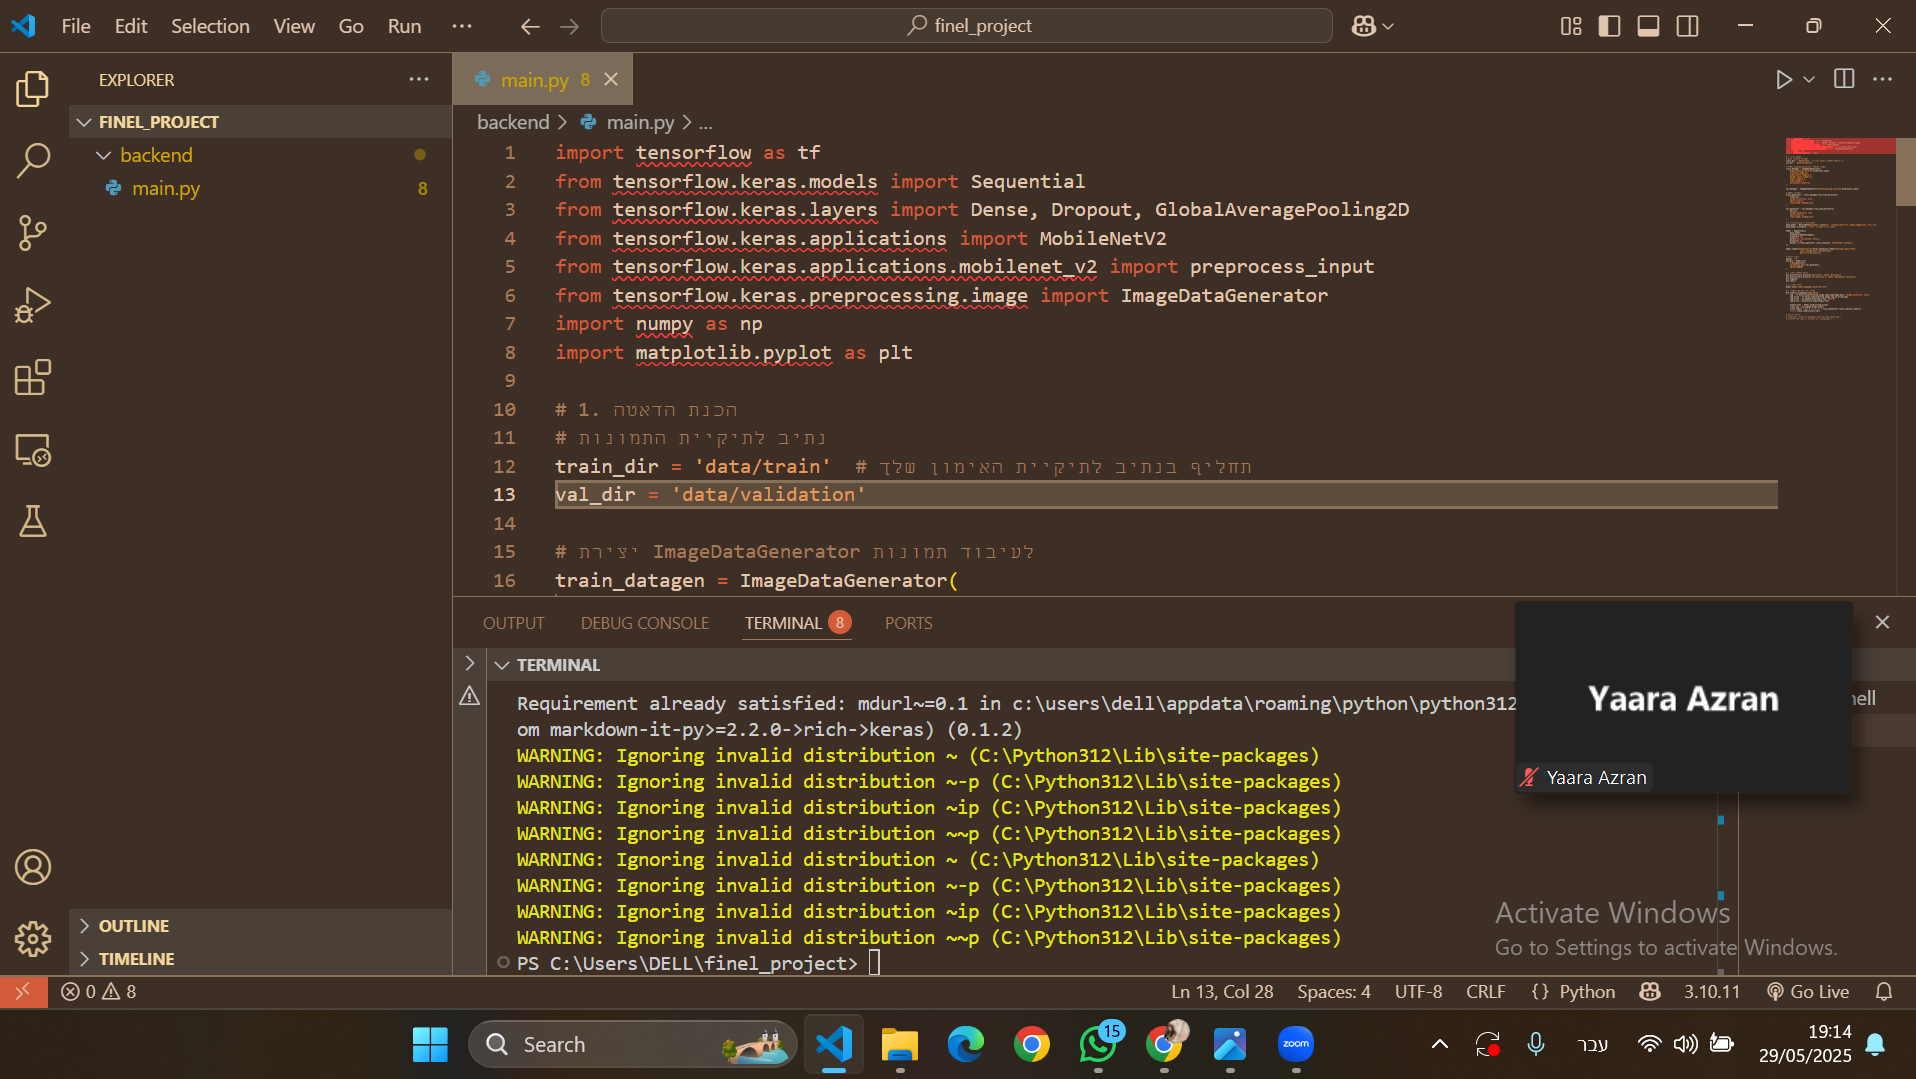 File Edit Selection View Go Run ··· finel_project
EXPLORER ···
main.py 8
FINEL_PROJECT
backend > main.py > ...
backend
main.py 8
1 import tensorflow as tf
2 from tensorflow.keras.models import Sequential
3 from tensorflow.keras.layers import Dense, Dropout, GlobalAveragePooling2D
4 from tensorflow.keras.applications import MobileNetV2
5 from tensorflow.keras.applications.mobilenet_v2 import preprocess_input
6 from tensorflow.keras.preprocessing.image import ImageDataGenerator
7 import numpy as np
8 import matplotlib.pyplot as plt
9
10 # 1. הכנת הדאטה
11 # נתיב לתיקיית התמונות
12 train_dir = 'data/train' # תחליף בנתיב לתיקיית האימון שלך
13 val_dir = 'data/validation'
14
15 # יצירת ImageDataGenerator לעיבוד תמונות
16 train_datagen = ImageDataGenerator(
OUTPUT DEBUG CONSOLE TERMINAL 8 PORTS
TERMINAL
Requirement already satisfied: mdurl~=0.1 in c:\users\dell\appdata\roaming\python\python312
om markdown-it-py>=2.2.0->rich->keras) (0.1.2)
WARNING: Ignoring invalid distribution ~ (C:\Python312\Lib\site-packages)
WARNING: Ignoring invalid distribution ~-p (C:\Python312\Lib\site-packages)
WARNING: Ignoring invalid distribution ~ip (C:\Python312\Lib\site-packages)
WARNING: Ignoring invalid distribution ~~p (C:\Python312\Lib\site-packages)
WARNING: Ignoring invalid distribution ~ (C:\Python312\Lib\site-packages)
WARNING: Ignoring invalid distribution ~-p (C:\Python312\Lib\site-packages)
WARNING: Ignoring invalid distribution ~ip (C:\Python312\Lib\site-packages)
WARNING: Ignoring invalid distribution ~~p (C:\Python312\Lib\site-packages)
PS C:\Users\DELL\finel_project>
Yaara Azran
hell
Yaara Azran
Activate Windows
Go to Settings to activate Windows.
OUTLINE
TIMELINE
0 8 Ln 13, Col 28 Spaces: 4 UTF-8 CRLF {} Python 3.10.11 Go Live
Search 15 zoom עבר 19:14
29/05/2025